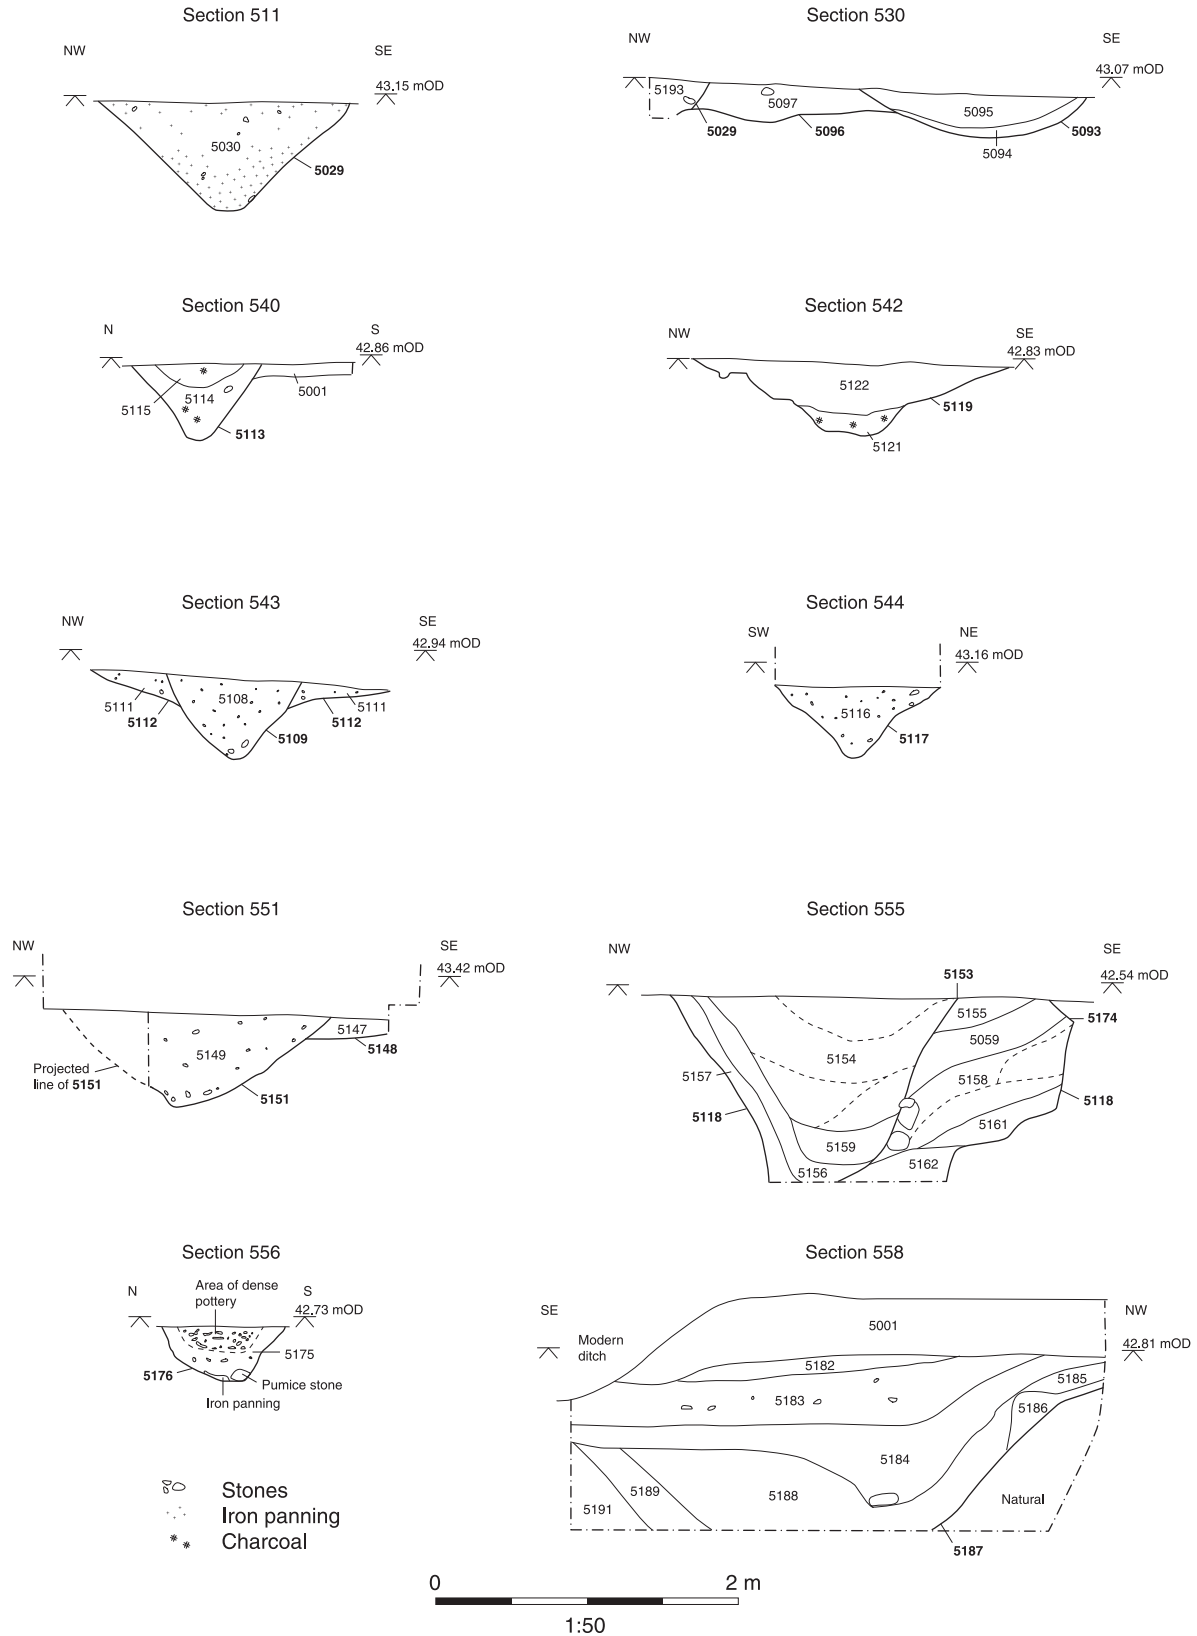 Section 511
NW
SE
43.15 mOD
5030
5029
Section 530
NW
SE
43.07 mOD
5193
5097
5095
5029
5096
5093
5094
Section 540
N
S
42.86 mOD
5115
5114
5001
5113
Section 542
NW
SE
42.83 mOD
5122
5119
5121
Section 543
NW
SE
42.94 mOD
5108
5111
5111
5112
5112
5109
Section 544
SW
NE
43.16 mOD
5116
5117
Section 551
NW
SE
43.42 mOD
5147
5148
5149
Projected
line of 5151
5151
Section 555
NW
SE
5153
42.54 mOD
5155
5174
5059
5154
5157
5158
5118
5118
5161
5159
5162
5156
Section 556
N
S
Area of dense
pottery
42.73 mOD
5175
5176
Pumice stone
Iron panning
Section 558
SE
NW
Modern
ditch
5001
42.81 mOD
5182
5185
5183
5186
5184
5189
5188
5191
Natural
5187
Stones
Iron panning
Charcoal
0
2 m
1:50